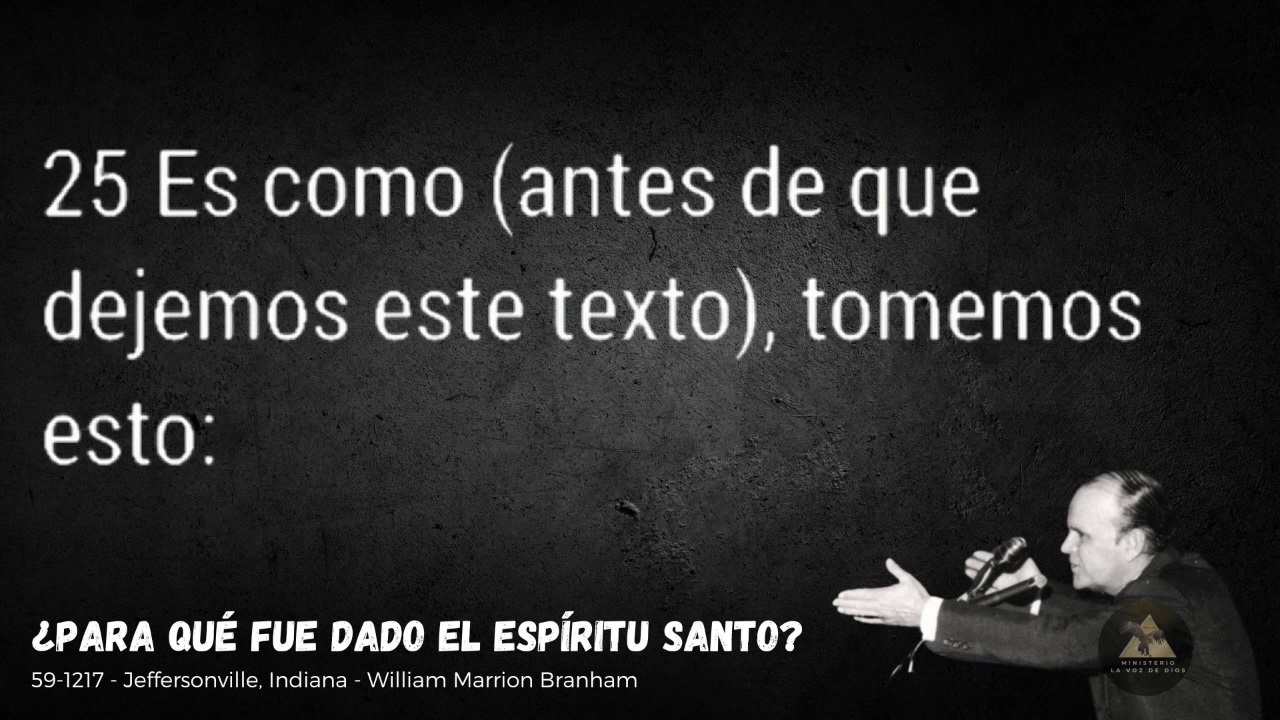 25 Es como (antes de que
dejemos este texto), tomemos
esto:
¿PARA QUÉ FUE DADO EL ESPÍRITU SANTO?
59-1217 - Jeffersonville, Indiana - William Marrion Branham
MINISTERIO
LA VOZ DE DIOS